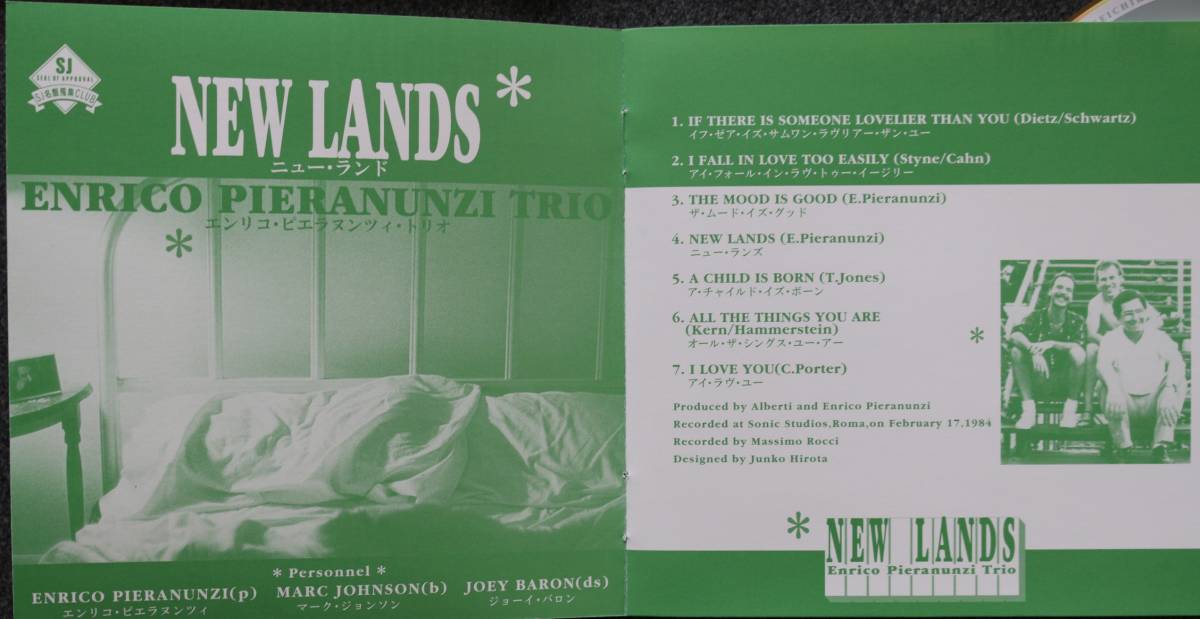 SJ
SEAL OF APPROVAL
SJ名盤蒐集CLUB
NEW LANDS*
ニュー・ランド
ENRICO PIERANUNZI TRIO
エンリコ・ピエラヌンツィ・トリオ
*
* Personnel *
ENRICO PIERANUNZI(p) MARC JOHNSON(b) JOEY BARON(ds)
エンリコ・ピエラヌンツィ マーク・ジョンソン ジョーイ・バロン
1. IF THERE IS SOMEONE LOVELIER THAN YOU (Dietz/Schwartz)
イフ・ゼア・イズ・サムワン・ラヴリアー・ザン・ユー
2. I FALL IN LOVE TOO EASILY (Styne/Cahn)
アイ・フォール・イン・ラヴ・トゥー・イージリー
3. THE MOOD IS GOOD (E.Pieranunzi)
ザ・ムード・イズ・グッド
4. NEW LANDS (E.Pieranunzi)
ニュー・ランズ
5. A CHILD IS BORN (T.Jones)
ア・チャイルド・イズ・ボーン
6. ALL THE THINGS YOU ARE
(Kern/Hammerstein)
オール・ザ・シングス・ユー・アー
7. I LOVE YOU(C.Porter)
アイ・ラヴ・ユー
*
Produced by Alberti and Enrico Pieranunzi
Recorded at Sonic Studios,Roma,on February 17,1984
Recorded by Massimo Rocci
Designed by Junko Hirota
* NEW LANDS
Enrico Pieranunzi Trio